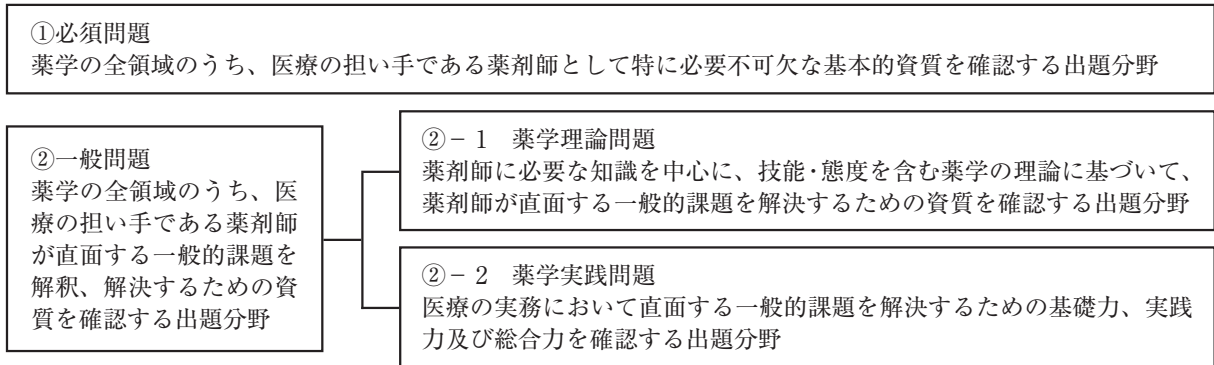 ①必須問題
薬学の全領域のうち、医療の担い手である薬剤師として特に必要不可欠な基本的資質を確認する出題分野
②一般問題
薬学の全領域のうち、医
療の担い手である薬剤師
が直面する一般的課題を
解釈、解決するための資
質を確認する出題分野
②－1　薬学理論問題
薬剤師に必要な知識を中心に、技能・態度を含む薬学の理論に基づいて、
薬剤師が直面する一般的課題を解決するための資質を確認する出題分野
②－2　薬学実践問題
医療の実務において直面する一般的課題を解決するための基礎力、実践
力及び総合力を確認する出題分野